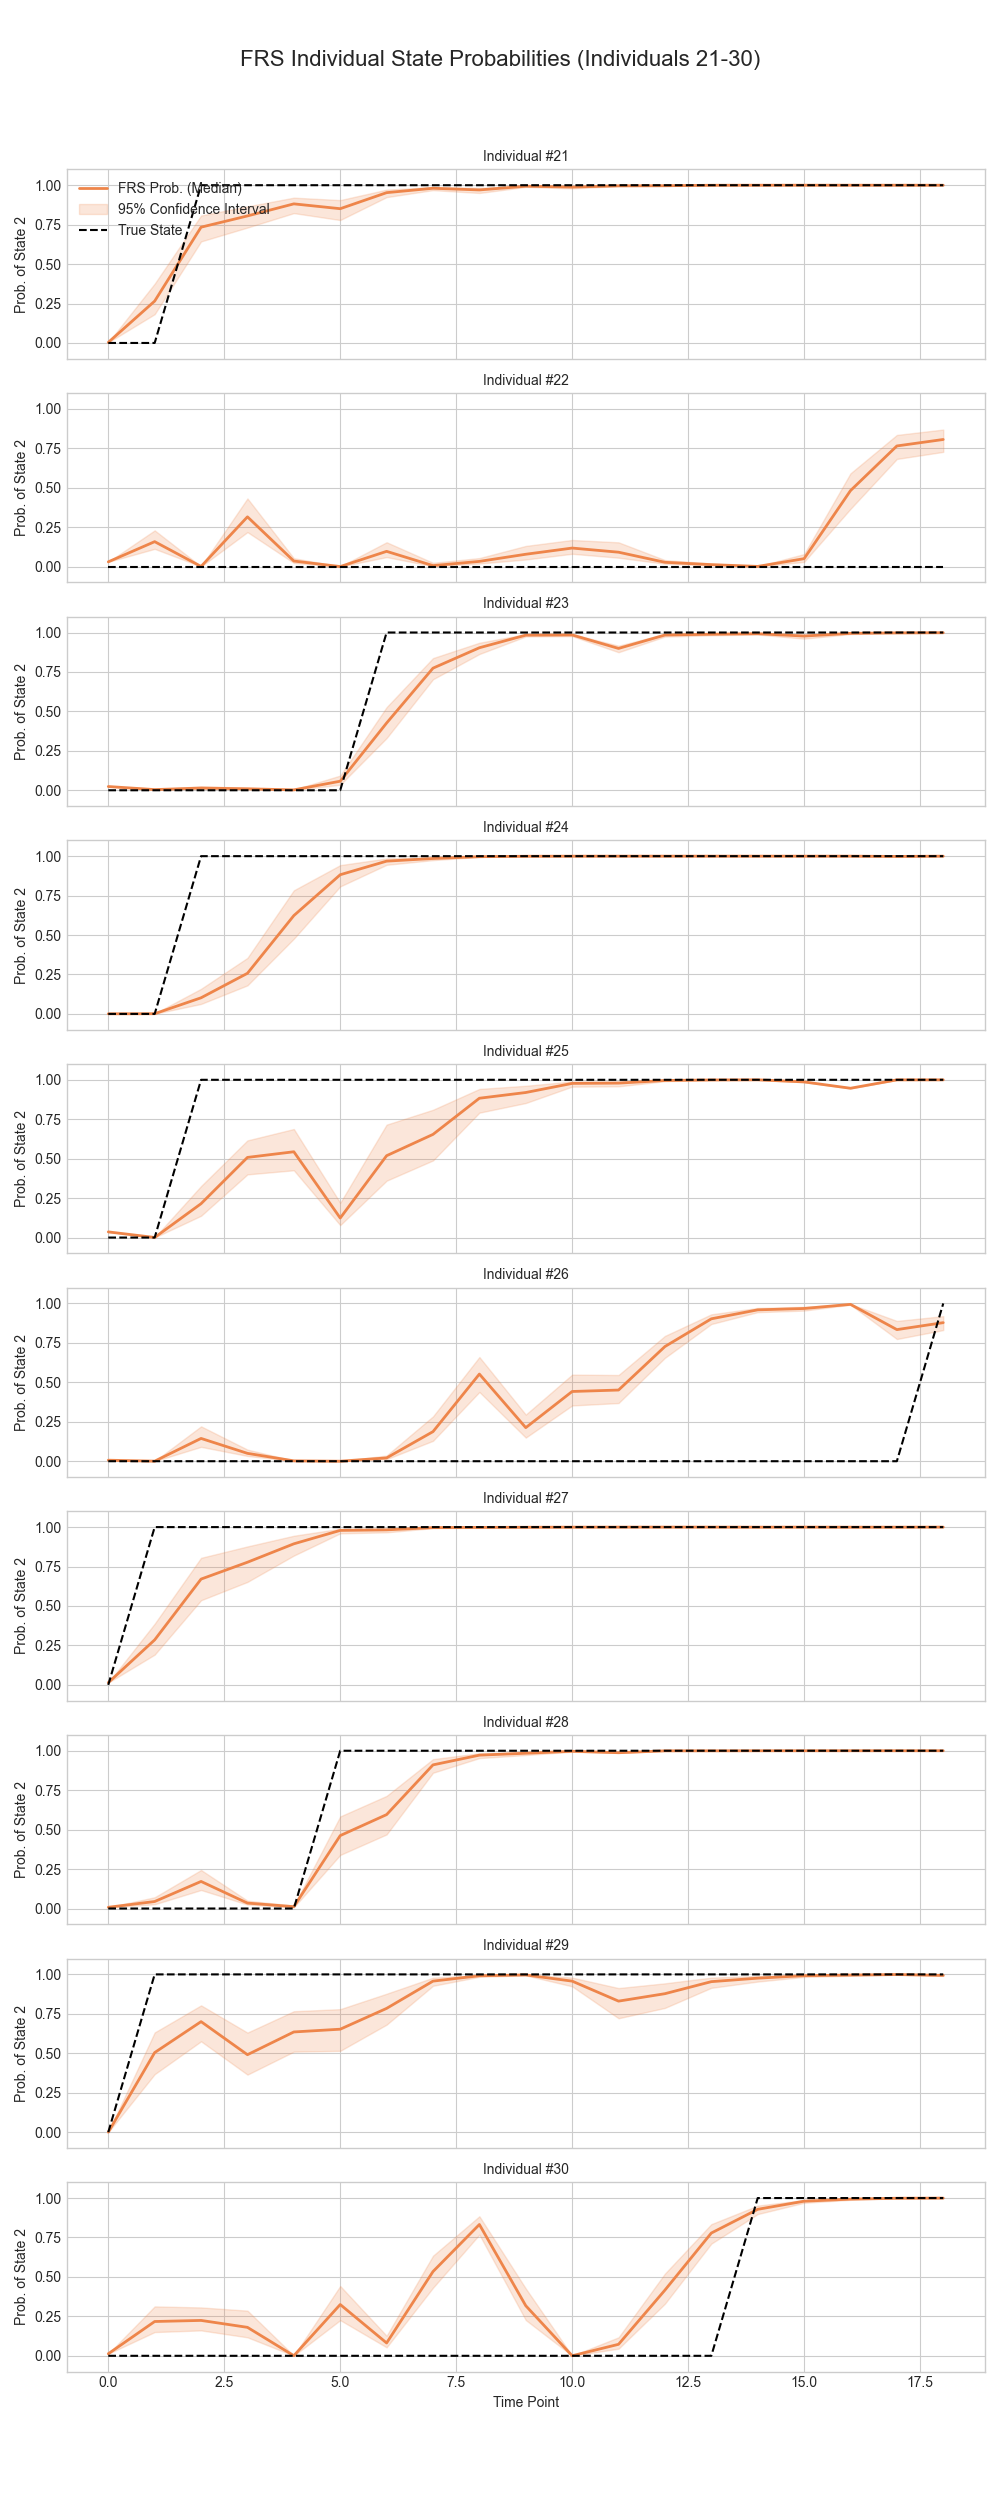 FRS Individual State Probabilities (Individuals 21-30)
Individual #21
FRS Prob. (Median)
95% Confidence Interval
True State
Prob. of State 2
1.00
0.75
0.50
0.25
0.00
Individual #22
Prob. of State 2
1.00
0.75
0.50
0.25
0.00
Individual #23
Prob. of State 2
1.00
0.75
0.50
0.25
0.00
Individual #24
Prob. of State 2
1.00
0.75
0.50
0.25
0.00
Individual #25
Prob. of State 2
1.00
0.75
0.50
0.25
0.00
Individual #26
Prob. of State 2
1.00
0.75
0.50
0.25
0.00
Individual #27
Prob. of State 2
1.00
0.75
0.50
0.25
0.00
Individual #28
Prob. of State 2
1.00
0.75
0.50
0.25
0.00
Individual #29
Prob. of State 2
1.00
0.75
0.50
0.25
0.00
Individual #30
Prob. of State 2
1.00
0.75
0.50
0.25
0.00
0.0 2.5 5.0 7.5 10.0 12.5 15.0 17.5
Time Point